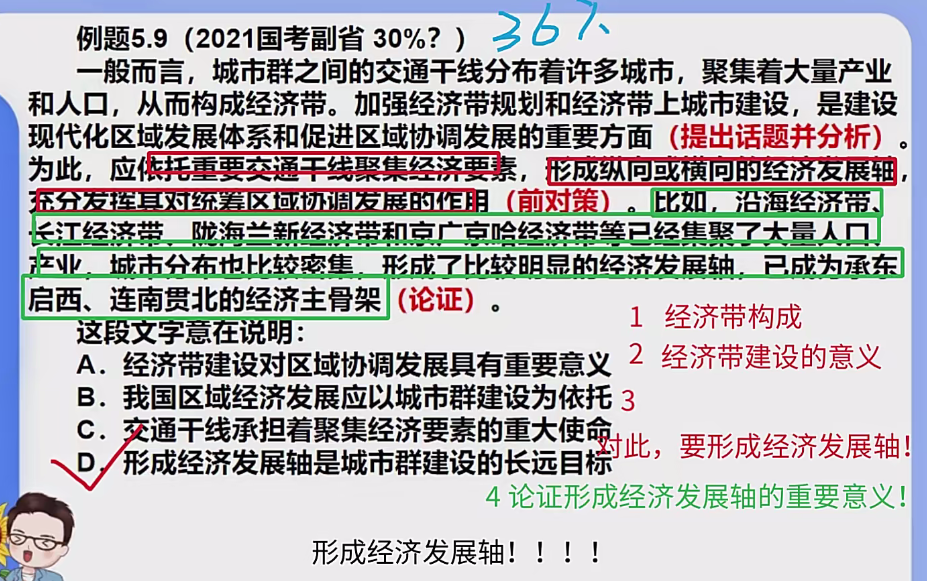 例题5.9（2021国考副省 30%？） 36%
一般而言，城市群之间的交通干线分布着许多城市，聚集着大量产业
和人口，从而构成经济带。加强经济带规划和经济带上城市建设，是建设
现代化区域发展体系和促进区域协调发展的重要方面（提出话题并分析）。
为此，应依托重要交通干线聚集经济要素，形成纵向或横向的经济发展轴，
充分发挥其对统筹区域协调发展的作用（前对策）。比如，沿海经济带、
长江经济带、陇海兰新经济带和京广京哈经济带等已经集聚了大量人口、
产业，城市分布也比较密集，形成了比较明显的经济发展轴，已成为承东
启西、连南贯北的经济主骨架（论证）。
这段文字意在说明：
1 经济带构成
A．经济带建设对区域协调发展具有重要意义
2 经济带建设的意义
B．我国区域经济发展应以城市群建设为依托
3
C．交通干线承担着聚集经济要素的重大使命
对此，要形成经济发展轴！
D．形成经济发展轴是城市群建设的长远目标
4 论证形成经济发展轴的重要意义！
形成经济发展轴！！！！